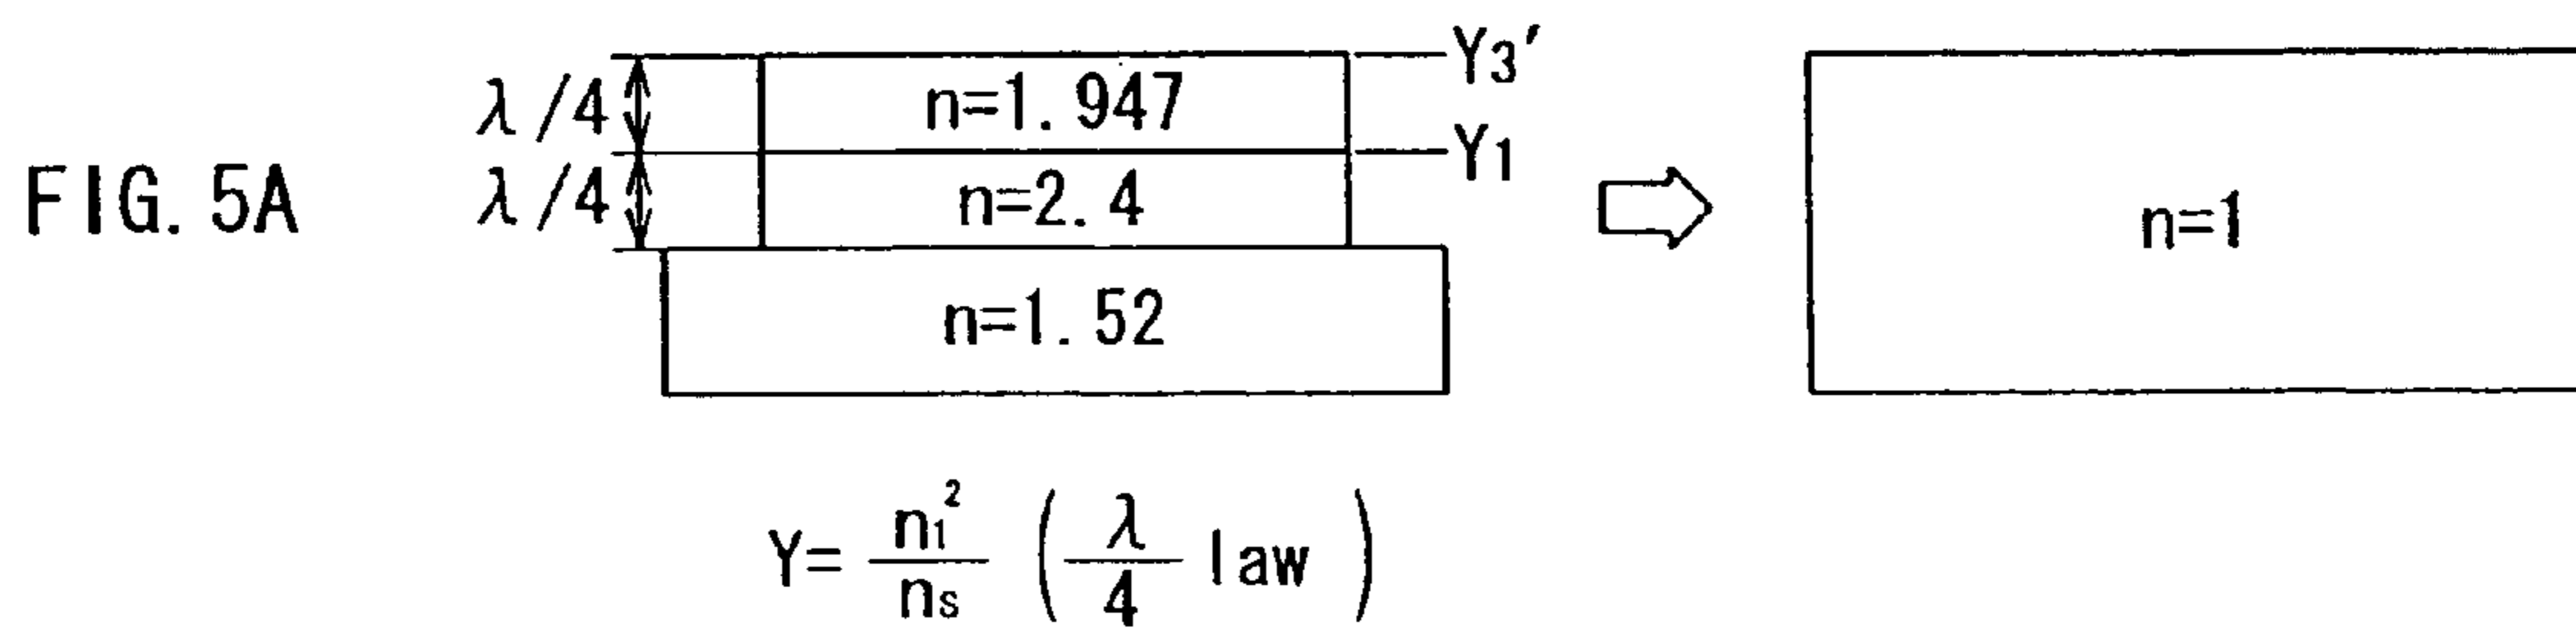 FIG. 5A
λ/4
λ/4
n=1. 947
n=2. 4
n=1. 52
Y3′
Y1
n=1
Y= n1² / ns ( λ/4 law )